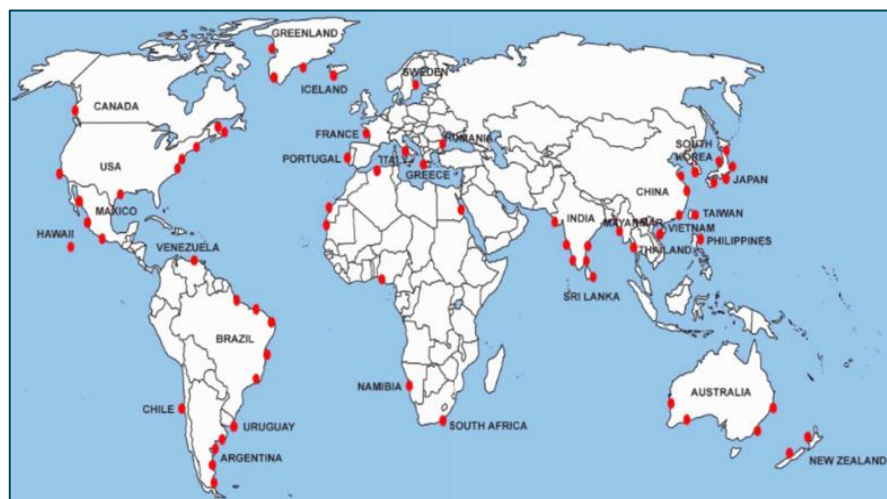 GREENLAND
SWEDEN
ICELAND
CANADA
FRANCE
RUMANIA
SOUTH
KOREA
PORTUGAL
ITALY
USA
GREECE
JAPAN
CHINA
MAXICO
INDIA
MAYANMAR
TAIWAN
HAWAII
VIETNAM
VENEZUELA
THAILAND
PHILIPPINES
SRI LANKA
BRAZIL
NAMIBIA
AUSTRALIA
CHILE
URUGUAY
SOUTH AFRICA
ARGENTINA
NEW ZEALAND